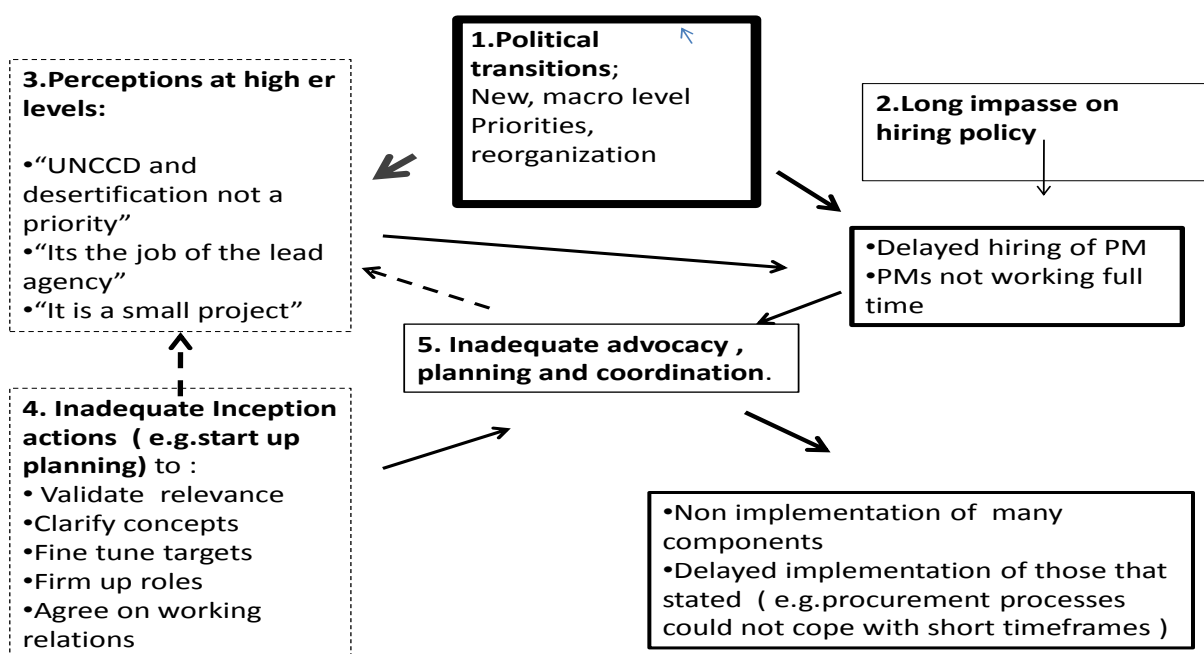 1.Political
transitions;
New, macro level
Priorities,
reorganization
2.Long impasse on
hiring policy
3.Perceptions at high er
levels:
•“UNCCD and
desertification not a
priority”
•“Its the job of the lead
agency”
•“It is a small project”
•Delayed hiring of PM
•PMs not working full
time
5. Inadequate advocacy ,
planning and coordination.
4. Inadequate Inception
actions ( e.g.start up
planning) to :
• Validate relevance
•Clarify concepts
•Fine tune targets
•Firm up roles
•Agree on working
relations
•Non implementation of many
components
•Delayed implementation of those that
stated ( e.g.procurement processes
could not cope with short timeframes )